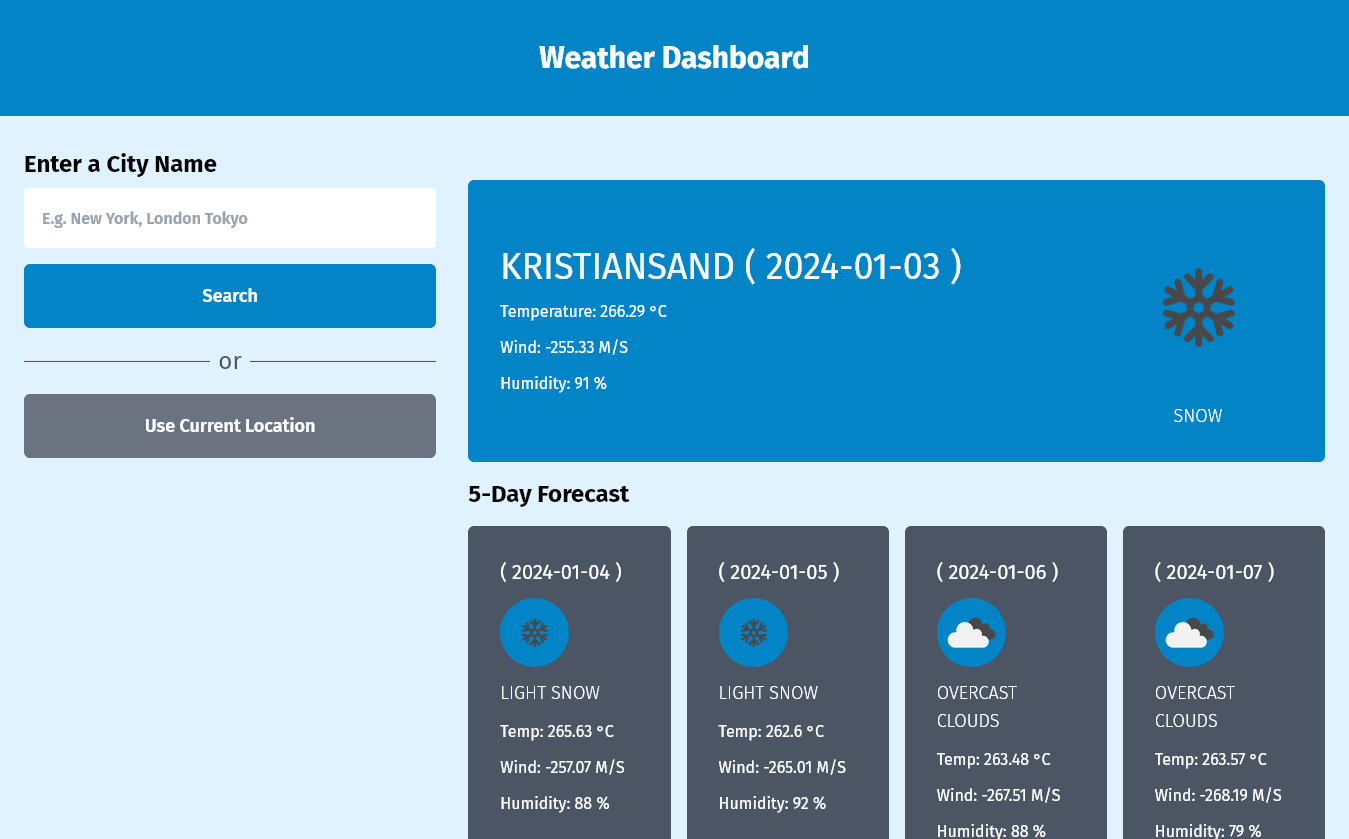 Weather Dashboard
Enter a City Name
E.g. New York, London Tokyo
Search
or
Use Current Location
KRISTIANSAND ( 2024-01-03 )
Temperature: 266.29 °C
Wind: -255.33 M/S
Humidity: 91 %
SNOW
5-Day Forecast
( 2024-01-04 )
LIGHT SNOW
Temp: 265.63 °C
Wind: -257.07 M/S
Humidity: 88 %
( 2024-01-05 )
LIGHT SNOW
Temp: 262.6 °C
Wind: -265.01 M/S
Humidity: 92 %
( 2024-01-06 )
OVERCAST
CLOUDS
Temp: 263.48 °C
Wind: -267.51 M/S
Humidity: 88 %
( 2024-01-07 )
OVERCAST
CLOUDS
Temp: 263.57 °C
Wind: -268.19 M/S
Humidity: 79 %